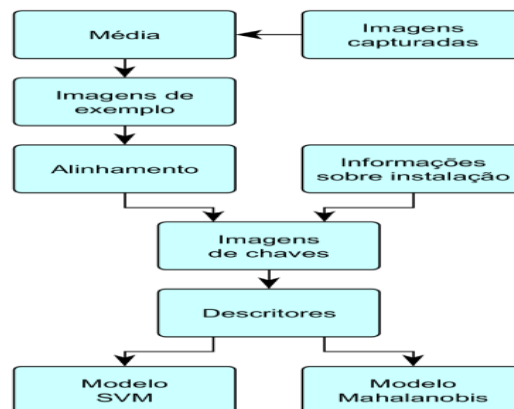 Média
Imagens
capturadas
Imagens de
exemplo
Alinhamento
Informações
sobre instalação
Imagens
de chaves
Descritores
Modelo
SVM
Modelo
Mahalanobis